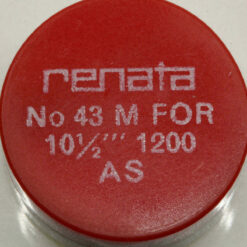 renata
No 43 M FOR
10½''' 1200
AS